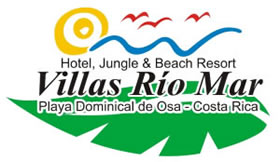 Hotel, Jungle & Beach Resort
Villas Río Mar
Playa Dominical de Osa - Costa Rica